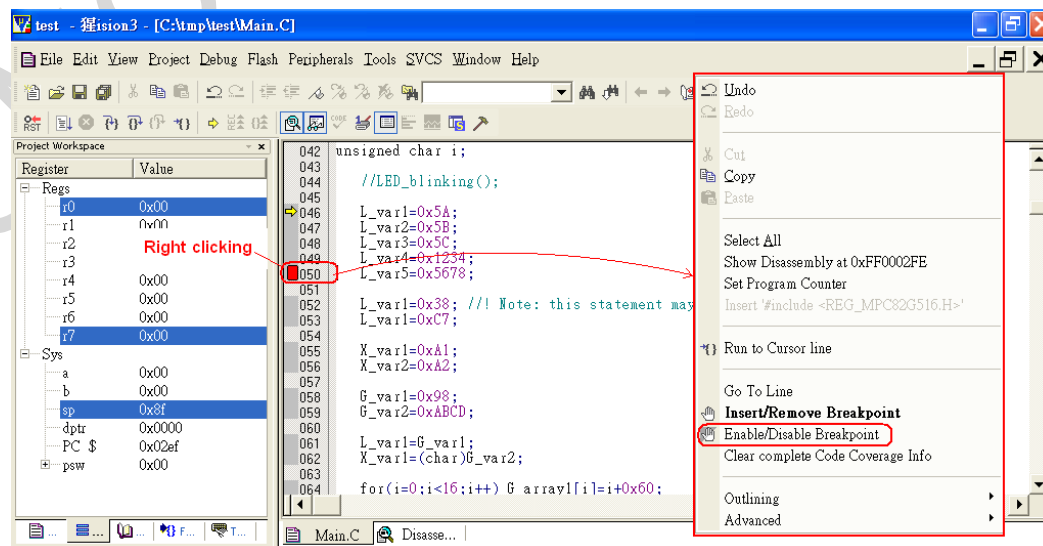 test - 猩ision3 - [C:\tmp\test\Main.C]
File Edit View Project Debug Flash Peripherals Tools SVCS Window Help
RST
Project Workspace
Register Value
Regs
r0 0x00
r1 0x00
r2
r3
r4 0x00
r5 0x00
r6 0x00
r7 0x00
Sys
a 0x00
b 0x00
sp 0x8f
dptr 0x0000
PC $ 0x02ef
psw 0x00
Right clicking
042 unsigned char i;
043
044 //LED_blinking();
045
046 L_var1=0x5A;
047 L_var2=0x5B;
048 L_var3=0x5C;
049 L_var4=0x1234;
050 L_var5=0x5678;
051
052 L_var1=0x38; //! Note: this statement may
053 L_var1=0xC7;
054
055 X_var1=0xA1;
056 X_var2=0xA2;
057
058 G_var1=0x98;
059 G_var2=0xABCD;
060
061 L_var1=G_var1;
062 X_var1=(char)G_var2;
063
064 for(i=0;i<16;i++) G_array1[i]=i+0x60;
Undo
Redo
Cut
Copy
Paste
Select All
Show Disassembly at 0xFF0002FE
Set Program Counter
Insert '#include <REG_MPC82G516.H>'
Run to Cursor line
Go To Line
Insert/Remove Breakpoint
Enable/Disable Breakpoint
Clear complete Code Coverage Info
Outlining
Advanced
... ... ... F... T...
Main.C Disasse...